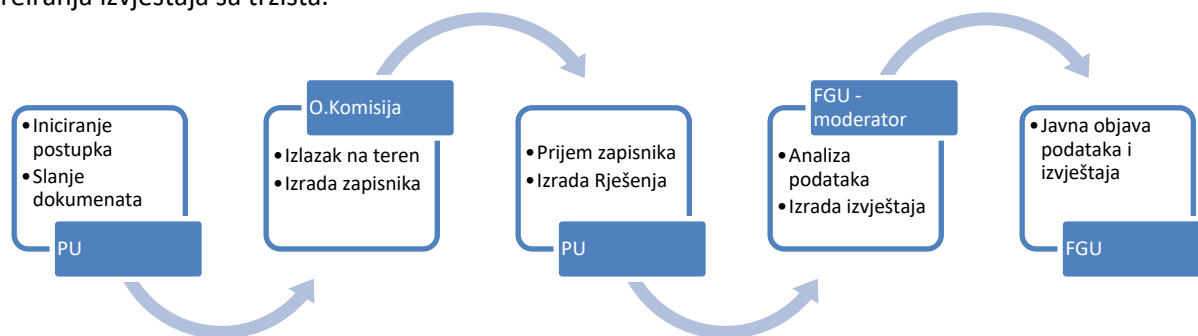 izvještaja sa tržišta.
• Iniciranje
postupka
• Slanje
dokumenata
PU
O.Komisija
• Izlazak na teren
• Izrada zapisnika
• Prijem zapisnika
• Izrada Rješenja
PU
FGU -
moderator
• Analiza
podataka
• Izrada izvještaja
• Javna objava
podataka i
izvještaja
FGU